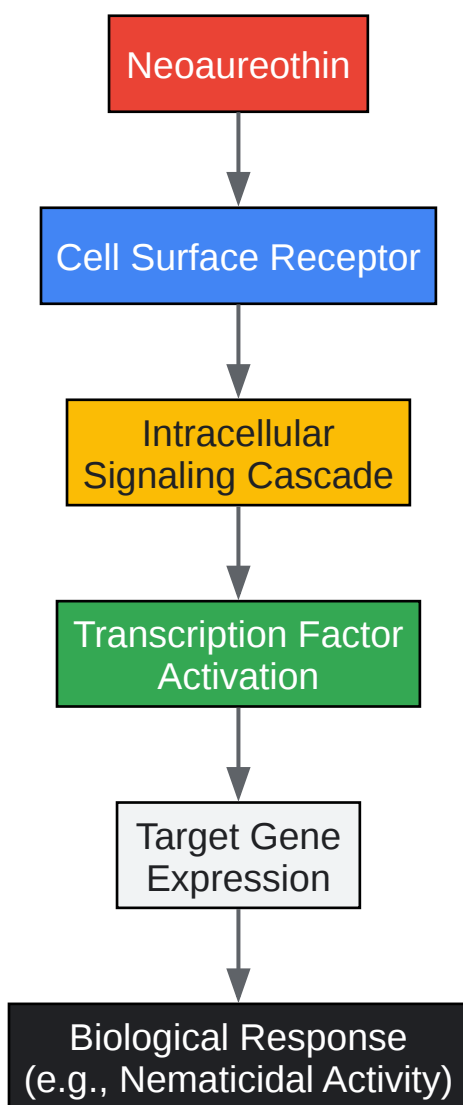 Neoaureothin
Cell Surface Receptor
Intracellular
Signaling Cascade
Transcription Factor
Activation
Target Gene
Expression
Biological Response
(e.g., Nematicidal Activity)